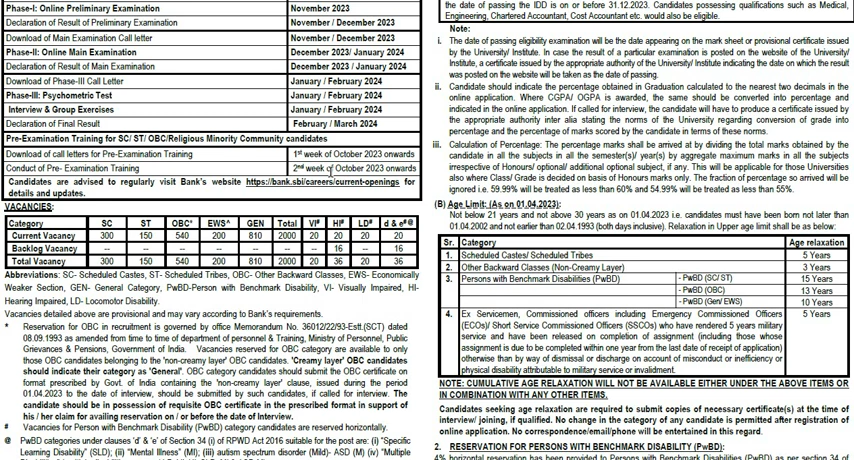 Phase-I: Online Preliminary Examination November 2023
Declaration of Result of Preliminary Examination November / December 2023
Download of Main Examination Call letter November / December 2023
Phase-II: Online Main Examination December 2023/ January 2024
Declaration of Result of Main Examination December 2023 / January 2024
Download of Phase-III Call Letter January / February 2024
Phase-III: Psychometric Test January / February 2024
Interview & Group Exercises January / February 2024
Declaration of Final Result February / March 2024
Pre-Examination Training for SC/ ST/ OBC/Religious Minority Community candidates
Download of call letters for Pre-Examination Training 1st week of October 2023 onwards
Conduct of Pre- Examination Training 2nd week of October 2023 onwards
Candidates are advised to regularly visit Bank's website https://bank.sbi/careers/current-openings for
details and updates.
VACANCIES:
Category SC ST OBC* EWS^ GEN Total VI# HI# LD# d & e#@
Current Vacancy 300 150 540 200 810 2000 20 20 20 20
Backlog Vacancy -- -- -- -- -- -- -- 16 -- 16
Total Vacancy 300 150 540 200 810 2000 20 36 20 36
Abbreviations: SC- Scheduled Castes, ST- Scheduled Tribes, OBC- Other Backward Classes, EWS- Economically
Weaker Section, GEN- General Category, PwBD-Person with Benchmark Disability, VI- Visually Impaired, HI-
Hearing Impaired, LD- Locomotor Disability.
Vacancies detailed above are provisional and may vary according to Bank's requirements.
* Reservation for OBC in recruitment is governed by office Memorandum No. 36012/22/93-Estt.(SCT) dated
08.09.1993 as amended from time to time of department of personnel & Training, Ministry of Personnel, Public
Grievances & Pensions, Government of India. Vacancies reserved for OBC category are available to only
those OBC candidates belonging to the 'non-creamy layer' OBC candidates. 'Creamy layer' OBC candidates
should indicate their category as 'General'. OBC category candidates should submit the OBC certificate on
format prescribed by Govt. of India containing the 'non-creamy layer' clause, issued during the period
01.04.2023 to the date of interview, should be submitted by such candidates, if called for interview. The
candidate should be in possession of requisite OBC certificate in the prescribed format in support of
his / her claim for availing reservation on / or before the date of Interview.
# Vacancies for Person with Benchmark Disability (PwBD) category candidates are reserved horizontally.
@ PwBD categories under clauses 'd' & 'e' of Section 34 (i) of RPWD Act 2016 suitable for the post are: (i) "Specific
Learning Disability" (SLD); (ii) "Mental Illness" (MI); (iii) autism spectrum disorder (Mild)- ASD (M) (iv) "Multiple
the date of passing the IDD is on or before 31.12.2023. Candidates possessing qualifications such as Medical,
Engineering, Chartered Accountant, Cost Accountant etc. would also be eligible.
Note:
i. The date of passing eligibility examination will be the date appearing on the mark sheet or provisional certificate issued
by the University/ Institute. In case the result of a particular examination is posted on the website of the University/
Institute, a certificate issued by the appropriate authority of the University/ Institute indicating the date on which the result
was posted on the website will be taken as the date of passing.
ii. Candidate should indicate the percentage obtained in Graduation calculated to the nearest two decimals in the
online application. Where CGPA/ OGPA is awarded, the same should be converted into percentage and
indicated in the online application. If called for interview, the candidate will have to produce a certificate issued by
the appropriate authority inter alia stating the norms of the University regarding conversion of grade into
percentage and the percentage of marks scored by the candidate in terms of these norms.
iii. Calculation of Percentage: The percentage marks shall be arrived at by dividing the total marks obtained by the
candidate in all the subjects in all the semester(s)/ year(s) by aggregate maximum marks in all the subjects
irrespective of Honours/ optional/ additional optional subject, if any. This will be applicable for those Universities
also where Class/ Grade is decided on basis of Honours marks only. The fraction of percentage so arrived will be
ignored i.e. 59.99% will be treated as less than 60% and 54.99% will be treated as less than 55%.
(B) Age Limit: (As on 01.04.2023):
Not below 21 years and not above 30 years as on 01.04.2023 i.e. candidates must have been born not later than
01.04.2002 and not earlier than 02.04.1993 (both days inclusive). Relaxation in Upper age limit shall be as below:
Sr. Category Age relaxation
1. Scheduled Castes/ Scheduled Tribes 5 Years
2. Other Backward Classes (Non-Creamy Layer) 3 Years
3. Persons with Benchmark Disabilities (PwBD) - PwBD (SC/ ST) 15 Years
- PwBD (OBC) 13 Years
- PwBD (Gen/ EWS) 10 Years
4. Ex Servicemen, Commissioned officers including Emergency Commissioned Officers 5 Years
(ECOs)/ Short Service Commissioned Officers (SSCOs) who have rendered 5 years military
service and have been released on completion of assignment (including those whose
assignment is due to be completed within one year from the last date of receipt of application)
otherwise than by way of dismissal or discharge on account of misconduct or inefficiency or
physical disability attributable to military service or invalidment.
NOTE: CUMULATIVE AGE RELAXATION WILL NOT BE AVAILABLE EITHER UNDER THE ABOVE ITEMS OR
IN COMBINATION WITH ANY OTHER ITEMS.
Candidates seeking age relaxation are required to submit copies of necessary certificate(s) at the time of
interview/ joining, if qualified. No change in the category of any candidate is permitted after registration of
online application. No correspondence/email/phone will be entertained in this regard.
2. RESERVATION FOR PERSONS WITH BENCHMARK DISABILITY (PwBD):
4% horizontal reservation has been provided to Persons with Benchmark Disabilities (PwBD) as per section 34 of